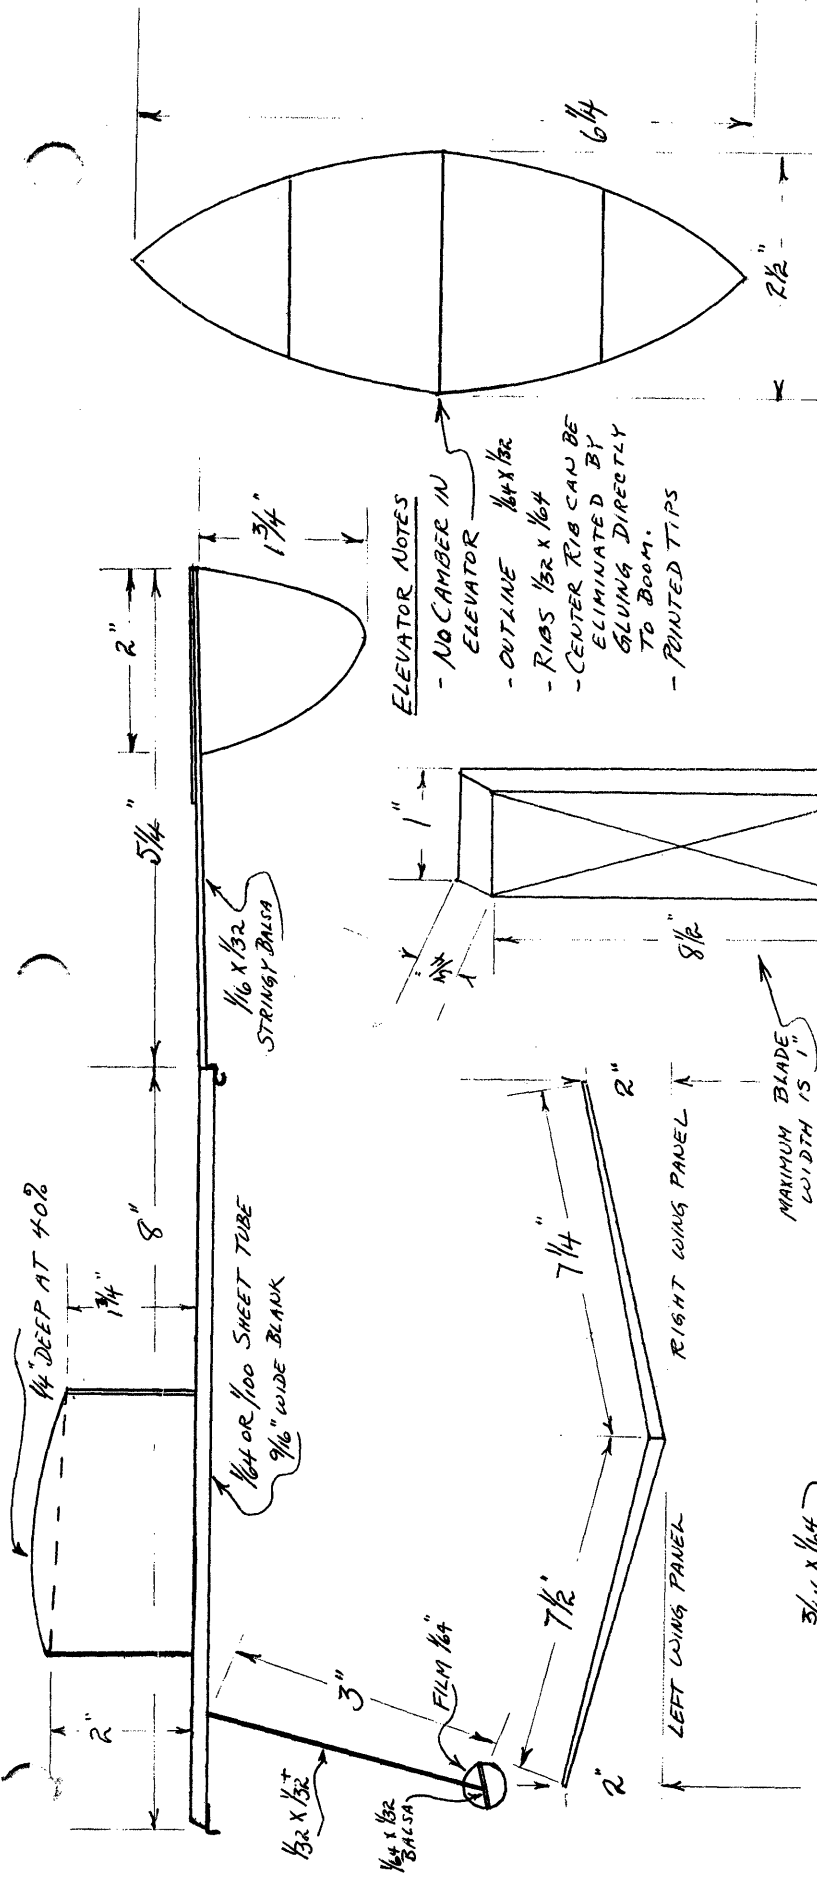 1/4" DEEP AT 40%
1 3/4"
2"
8"
5 1/4"
2"
1 3/4"
1/64 OR 1/100 SHEET TUBE
9/16" WIDE BLANK
1/16 X 1/32
STRINGY BALSA
3"
1/32 X 1/32 +
1/64 X 1/32
BALSA
FILM 1/64"
ELEVATOR NOTES
- NO CAMBER IN
ELEVATOR
- OUTLINE 1/64 X 1/32
- RIBS 1/32 X 1/64
- CENTER RIB CAN BE
ELIMINATED BY
GLUING DIRECTLY
TO BOOM.
- POINTED TIPS
6 1/4
2 1/2"
7 1/2"
7 1/4"
2"
2"
LEFT WING PANEL
RIGHT WING PANEL
1"
8 1/2"
MAXIMUM BLADE
WIDTH IS 1"